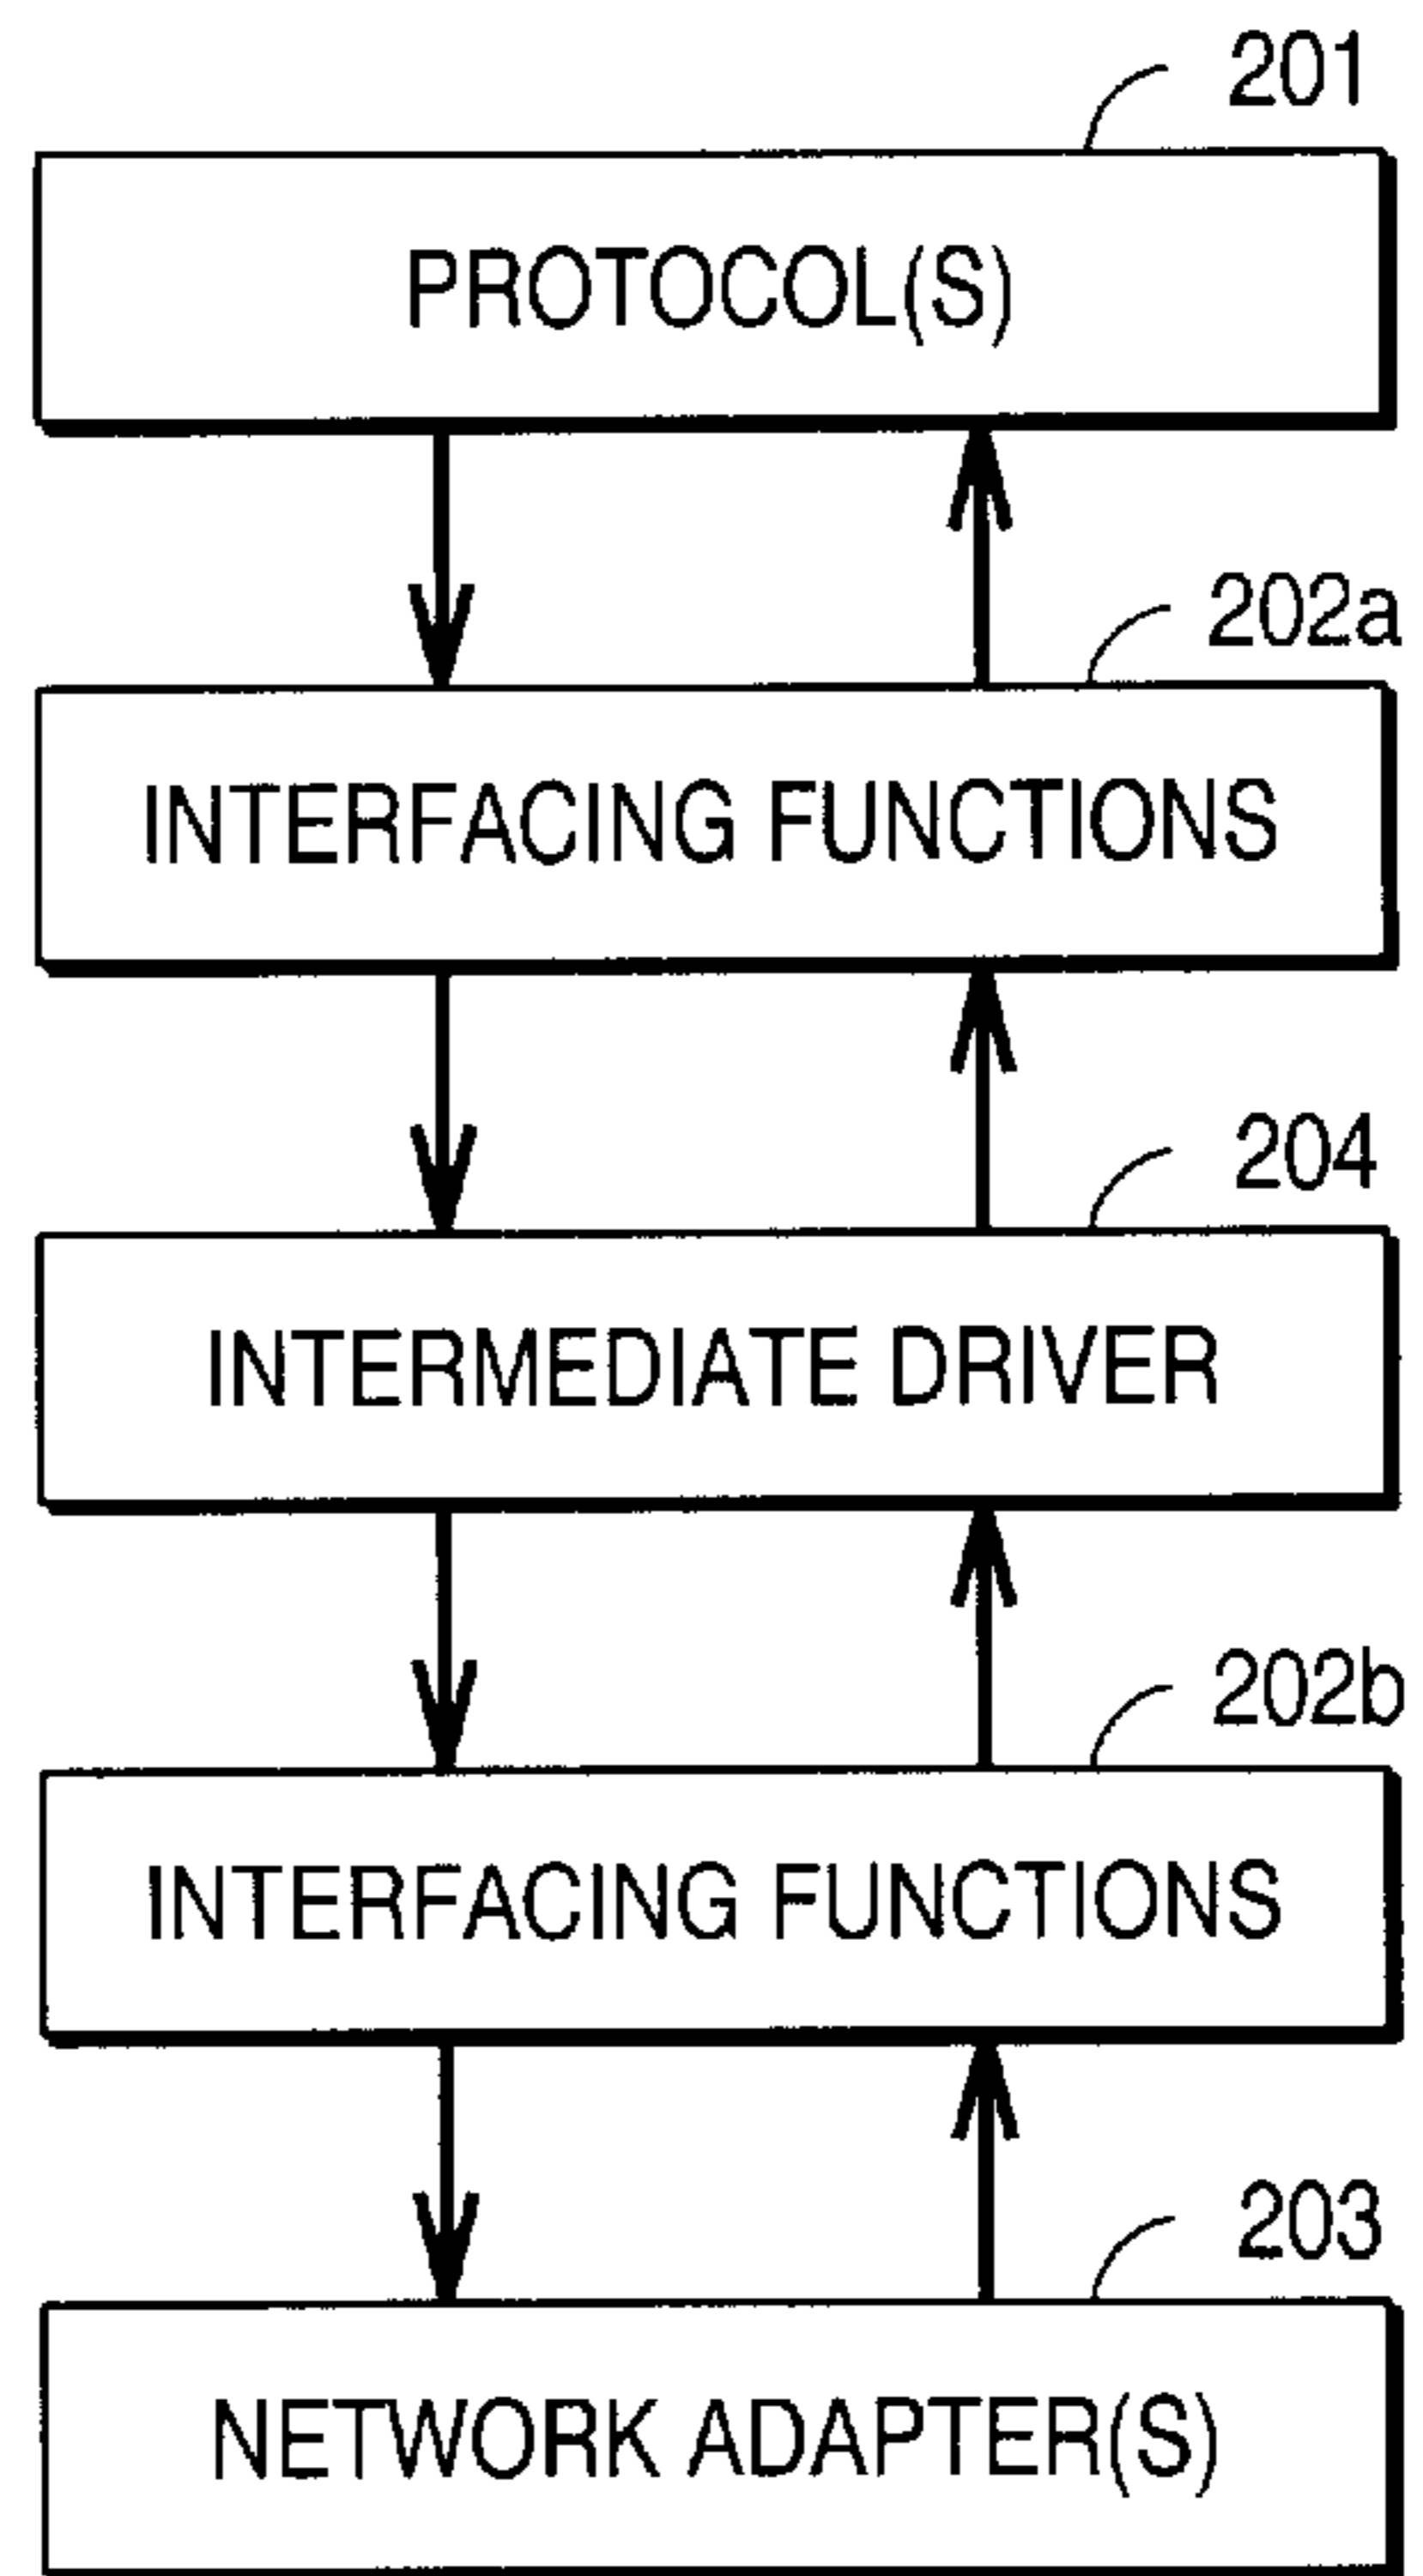 201
PROTOCOL(S)
202a
INTERFACING FUNCTIONS
204
INTERMEDIATE DRIVER
202b
INTERFACING FUNCTIONS
203
NETWORK ADAPTER(S)